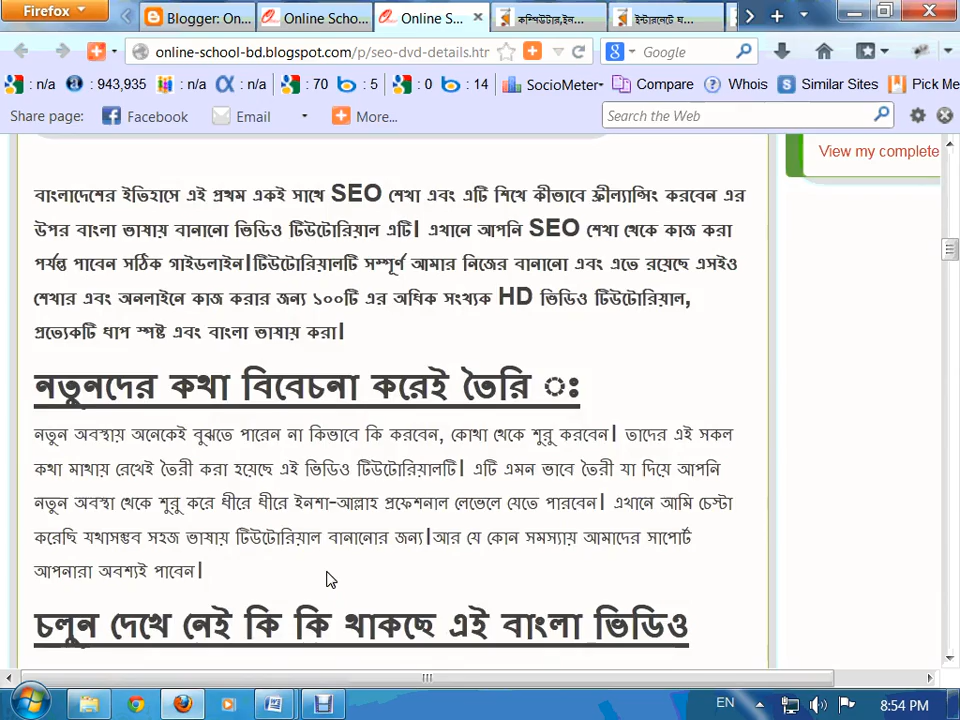 Firefox
Blogger: On...
Online Scho...
Online S...
কম্পিউটার,ইন...
ইন্টারনেটে ঘ...
online-school-bd.blogspot.com/p/seo-dvd-details.htr
Google
: n/a
: 943,935
: n/a
: n/a
: 70
: 5
: 0
: 14
SocioMeter
Compare
Whois
Similar Sites
Pick Me
Share page:
Facebook
Email
More...
Search the Web
View my complete
বাংলাদেশের ইতিহাসে এই প্রথম একই সাথে SEO শেখা এবং এটি শিখে কীভাবে ফ্রীল্যান্সিং করবেন এর
উপর বাংলা ভাষায় বানানো ভিডিও টিউটোরিয়াল এটি। এখানে আপনি SEO শেখা থেকে কাজ করা
পর্যন্ত পাবেন সঠিক গাইডলাইন।টিউটোরিয়ালটি সম্পূর্ণ আমার নিজের বানানো এবং এতে রয়েছে এসইও
শেখার এবং অনলাইনে কাজ করার জন্য ১০০টি এর অধিক সংখ্যক HD ভিডিও টিউটোরিয়াল,
প্রত্যেকটি ধাপ স্পষ্ট এবং বাংলা ভাষায় করা।
নতুনদের কথা বিবেচনা করেই তৈরি ঃ
নতুন অবস্থায় অনেকেই বুঝতে পারেন না কিভাবে কি করবেন, কোথা থেকে শুরু করবেন। তাদের এই সকল
কথা মাথায় রেখেই তৈরী করা হয়েছে এই ভিডিও টিউটোরিয়ালটি। এটি এমন ভাবে তৈরী যা দিয়ে আপনি
নতুন অবস্থা থেকে শুরু করে ধীরে ধীরে ইনশা-আল্লাহ প্রফেশনাল লেভেলে যেতে পারবেন। এখানে আমি চেস্টা
করেছি যথাসম্ভব সহজ ভাষায় টিউটোরিয়াল বানানোর জন্য।আর যে কোন সমস্যায় আমাদের সাপোর্ট
আপনারা অবশ্যই পাবেন।
চলুন দেখে নেই কি কি থাকছে এই বাংলা ভিডিও
EN
8:54 PM